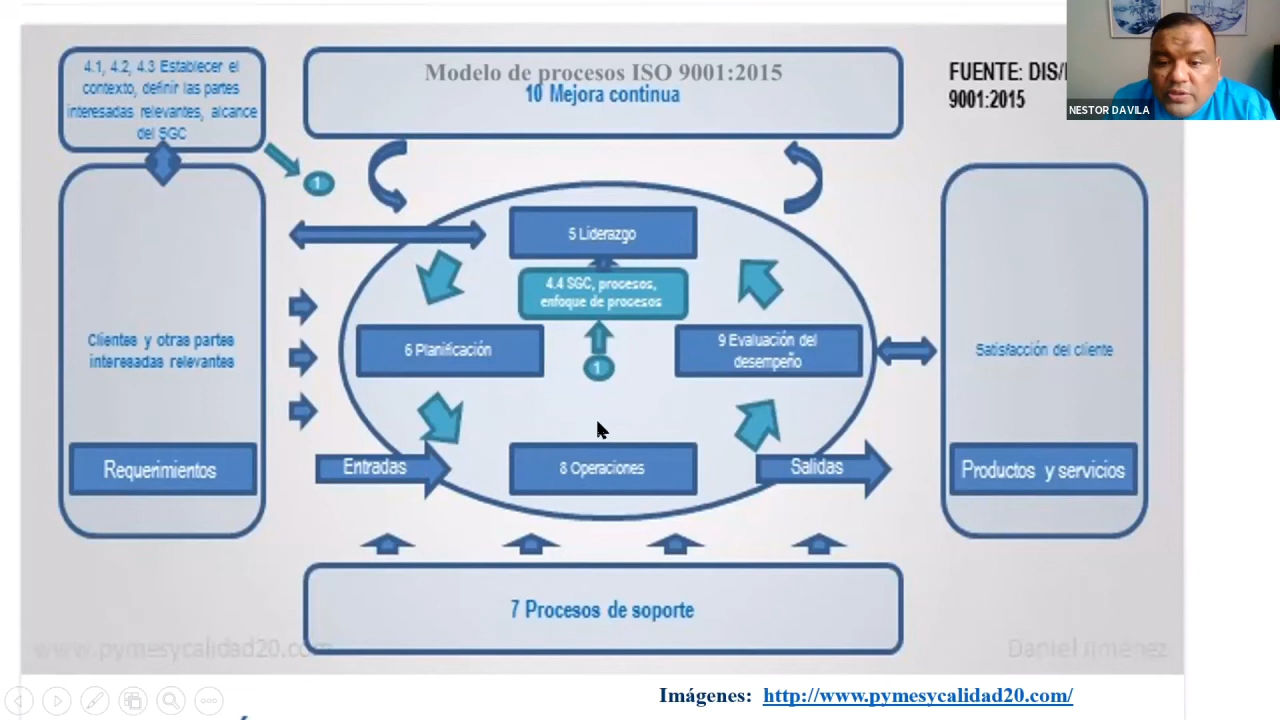 4.1, 4.2, 4.3 Establecer el
contexto, definir las partes
interesadas relevantes, alcance
del SGC
Modelo de procesos ISO 9001:2015
10 Mejora continua
FUENTE: DIS/
9001:2015
NESTOR DAVILA
1
5 Liderazgo
4.4 SGC, procesos,
enfoque de procesos
Clientes y otras partes
interesadas relevantes
6 Planificación
1
9 Evaluación del
desempeño
Satisfacción del cliente
Requerimientos
Entradas
8 Operaciones
Salidas
Productos y servicios
7 Procesos de soporte
www.pymesycalidad20.com
Daniel Jimenez
Imágenes: http://www.pymesycalidad20.com/